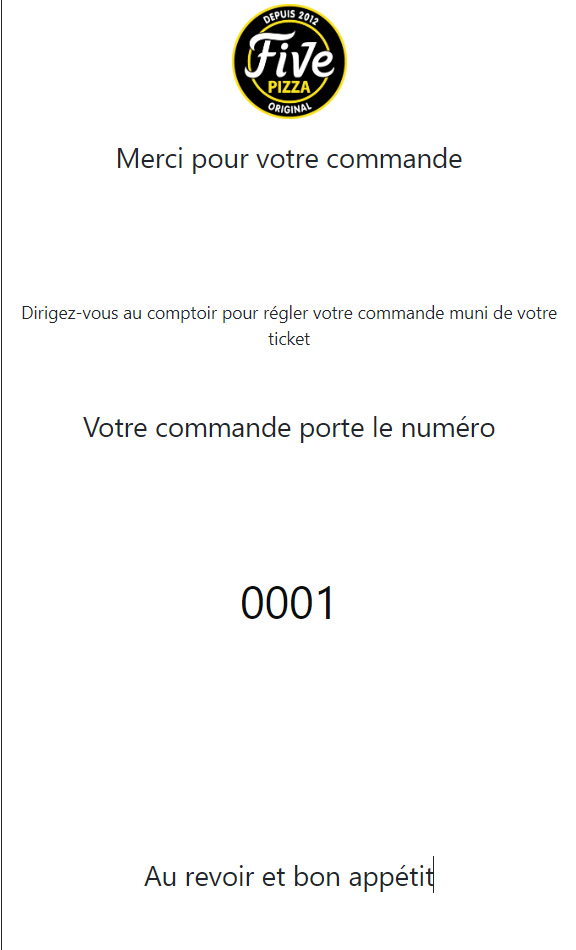 DEPUIS 2012
Five
PIZZA
ORIGINAL
Merci pour votre commande
Dirigez-vous au comptoir pour régler votre commande muni de votre
ticket
Votre commande porte le numéro
0001
Au revoir et bon appétit